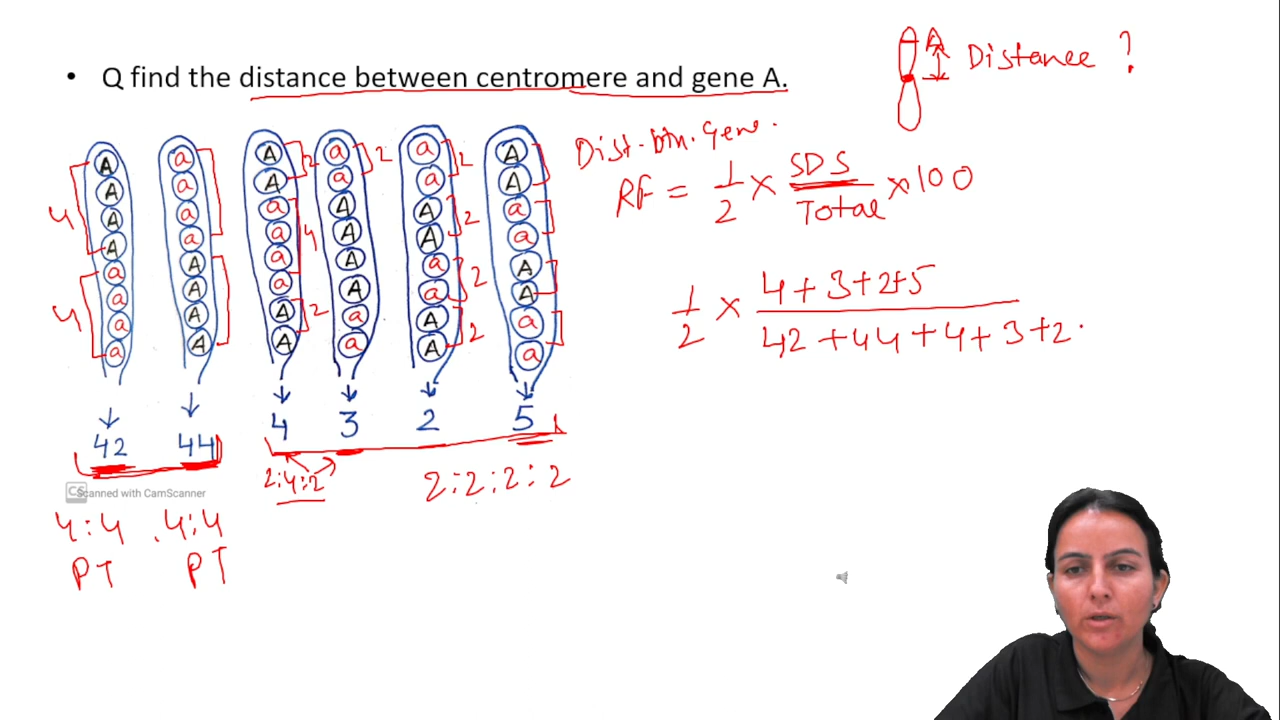 A Distance ?
• Q find the distance between centromere and gene A.
Dist. btn. Gene.
RF = 1/2 × SDS/Total × 100
1/2 × 4+3+2+5 / 42+44+4+3+2.
A a A a a A
A a A a a A
A a a A A a
A a a A A a
a A a A a A
a A a A a A
a A A a A a
a A A a A a
4 4 2 4 2 2 2 2 2 2
42 44 4 3 2 5
2:4:2 2:2:2:2
CS Scanned with CamScanner
4:4 4:4
PT PT